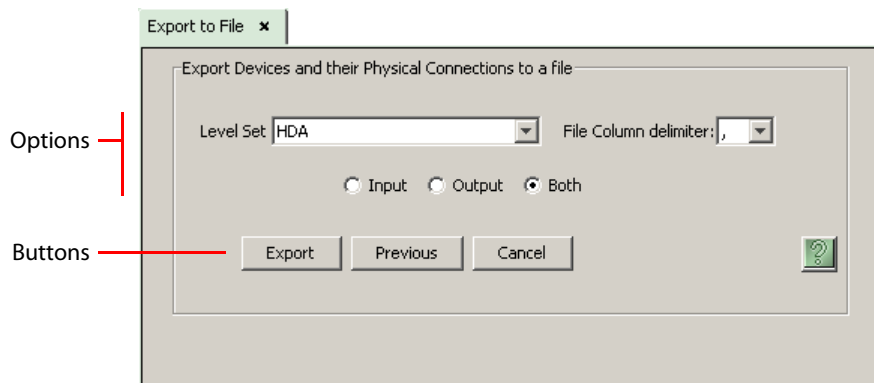 Export to File ×
Export Devices and their Physical Connections to a file
Options
Level Set HDA File Column delimiter: ,
Input Output Both
Buttons
Export Previous Cancel ?